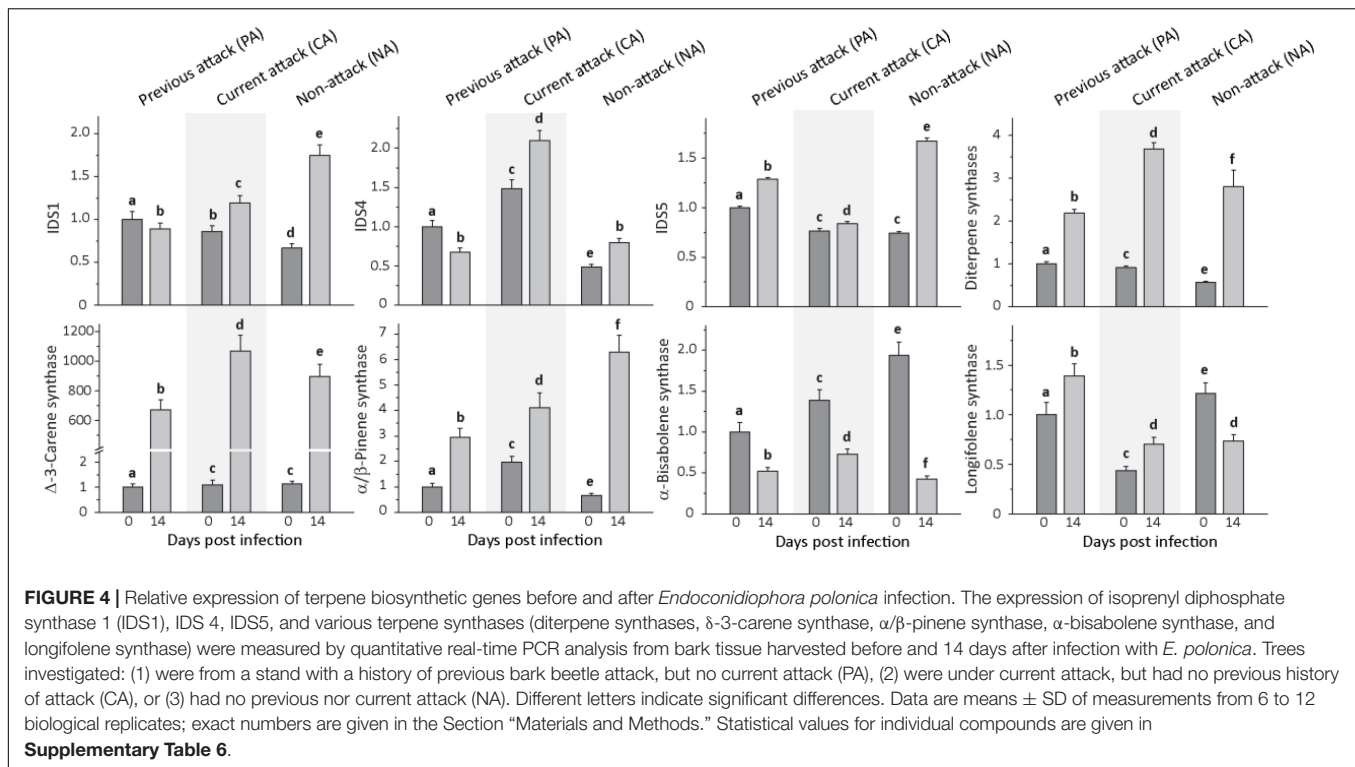 Previous attack (PA)
Current attack (CA)
Non-attack (NA)
Previous attack (PA)
Current attack (CA)
Non-attack (NA)
Previous attack (PA)
Current attack (CA)
Non-attack (NA)
Previous attack (PA)
Current attack (CA)
Non-attack (NA)
IDS1
2.0
1.5
1.0
0.5
0
a
b
b
c
d
e
IDS4
2.0
1.5
1.0
0.5
0
a
b
c
d
e
b
IDS5
1.5
1.0
0.5
0
a
b
c
d
c
e
Diterpene synthases
4
3
2
1
0
a
b
c
d
e
f
Δ-3-Carene synthase
1200
1000
800
600
2
1
0
a
b
c
d
c
e
0 14 0 14 0 14
Days post infection
α/β-Pinene synthase
7
6
5
4
3
2
1
0
a
b
c
d
e
f
0 14 0 14 0 14
Days post infection
α-Bisabolene synthase
2.0
1.5
1.0
0.5
0
a
b
c
d
e
f
0 14 0 14 0 14
Days post infection
Longifolene synthase
1.5
1.0
0.5
0
a
b
c
d
e
d
0 14 0 14 0 14
Days post infection
FIGURE 4 | Relative expression of terpene biosynthetic genes before and after Endoconidiophora polonica infection. The expression of isoprenyl diphosphate
synthase 1 (IDS1), IDS 4, IDS5, and various terpene synthases (diterpene synthases, δ-3-carene synthase, α/β-pinene synthase, α-bisabolene synthase, and
longifolene synthase) were measured by quantitative real-time PCR analysis from bark tissue harvested before and 14 days after infection with E. polonica. Trees
investigated: (1) were from a stand with a history of previous bark beetle attack, but no current attack (PA), (2) were under current attack, but had no previous history
of attack (CA), or (3) had no previous nor current attack (NA). Different letters indicate significant differences. Data are means ± SD of measurements from 6 to 12
biological replicates; exact numbers are given in the Section “Materials and Methods.” Statistical values for individual compounds are given in
Supplementary Table 6.